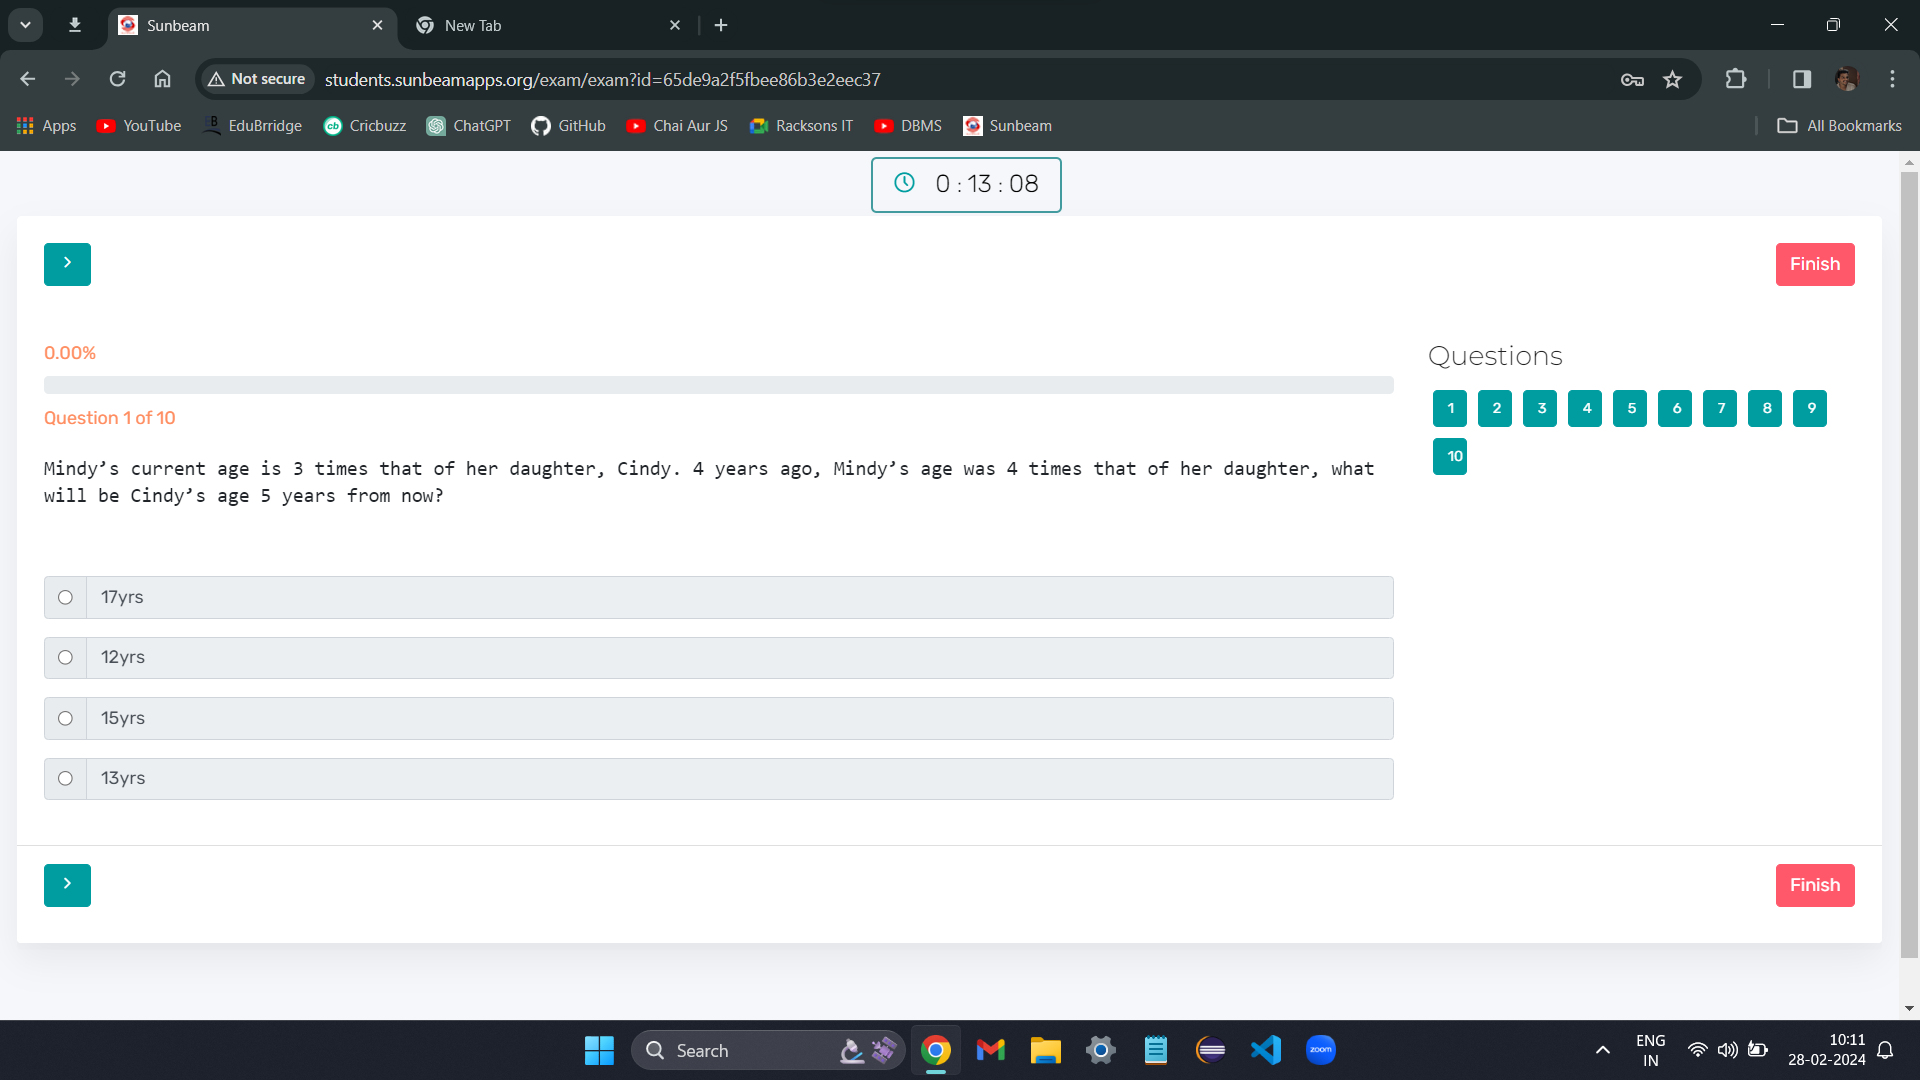 Sunbeam
New Tab
Not secure
students.sunbeamapps.org/exam/exam?id=65de9a2f5fbee86b3e2eec37
Apps
YouTube
EduBrridge
Cricbuzz
ChatGPT
GitHub
Chai Aur JS
Racksons IT
DBMS
Sunbeam
All Bookmarks
0 : 13 : 08
Finish
0.00%
Question 1 of 10
Mindy’s current age is 3 times that of her daughter, Cindy. 4 years ago, Mindy’s age was 4 times that of her daughter, what
will be Cindy’s age 5 years from now?
17yrs
12yrs
15yrs
13yrs
Questions
1 2 3 4 5 6 7 8 9
10
Finish
Search
zoom
ENG
IN
10:11
28-02-2024